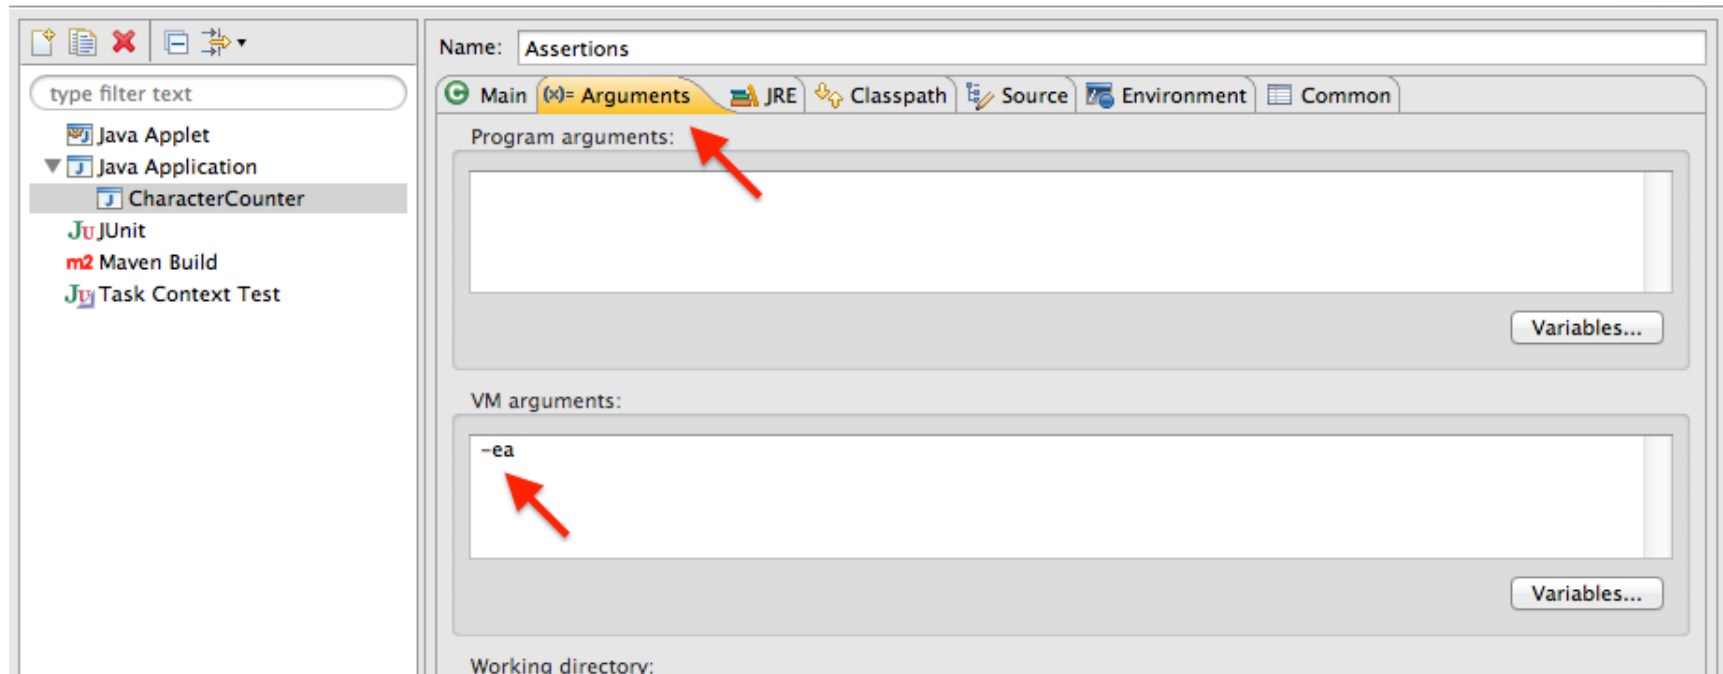 type filter text
Java Applet
Java Application
CharacterCounter
JUnit
m2 Maven Build
Task Context Test
Name: Assertions
Main (x)= Arguments JRE Classpath Source Environment Common
Program arguments:
Variables...
VM arguments:
-ea
Variables...
Working directory: